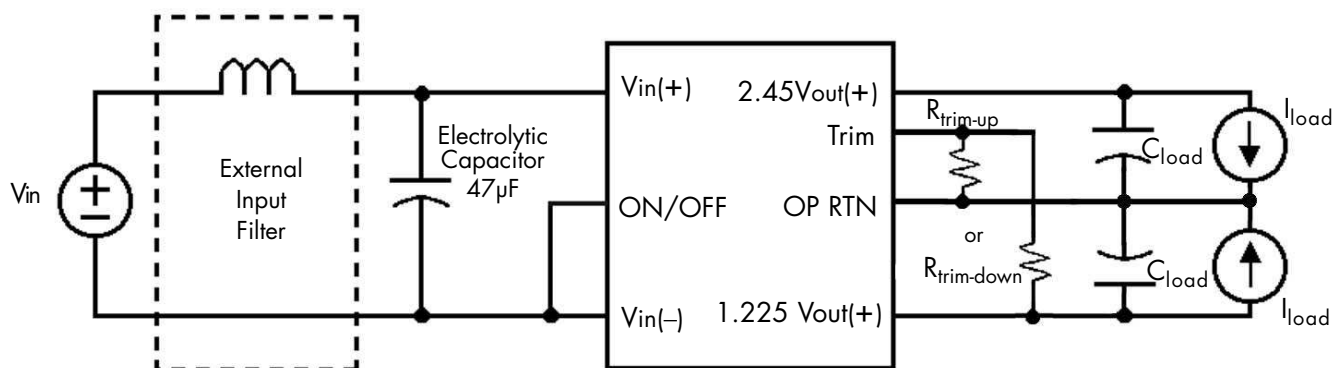 Vin
External
Input
Filter
Electrolytic
Capacitor
47µF
Vin(+)
ON/OFF
Vin(–)
2.45Vout(+)
Trim
OP RTN
1.225 Vout(+)
Rtrim-up
or
Rtrim-down
Cload
Iload
Cload
Iload